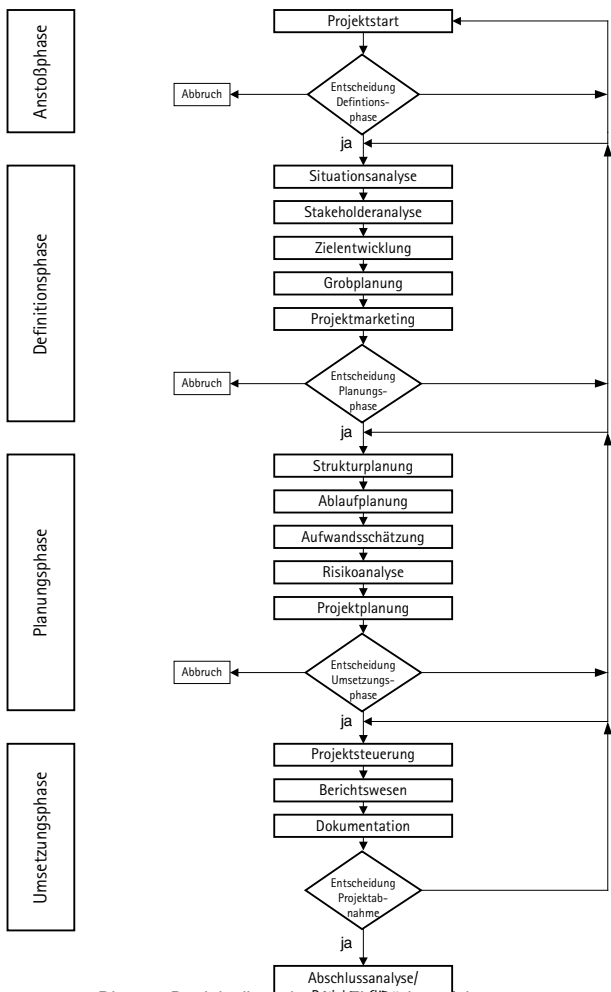 Projektstart
Anstoßphase
Abbruch
Entscheidung
Defintions-
phase
ja
Definitionsphase
Situationsanalyse
Stakeholderanalyse
Zielentwicklung
Grobplanung
Projektmarketing
Abbruch
Entscheidung
Planungs-
phase
ja
Planungsphase
Strukturplanung
Ablaufplanung
Aufwandsschätzung
Risikoanalyse
Projektplanung
Abbruch
Entscheidung
Umsetzungs-
phase
ja
Umsetzungsphase
Projektsteuerung
Berichtswesen
Dokumentation
Entscheidung
Projektab-
nahme
ja
Abschlussanalyse/